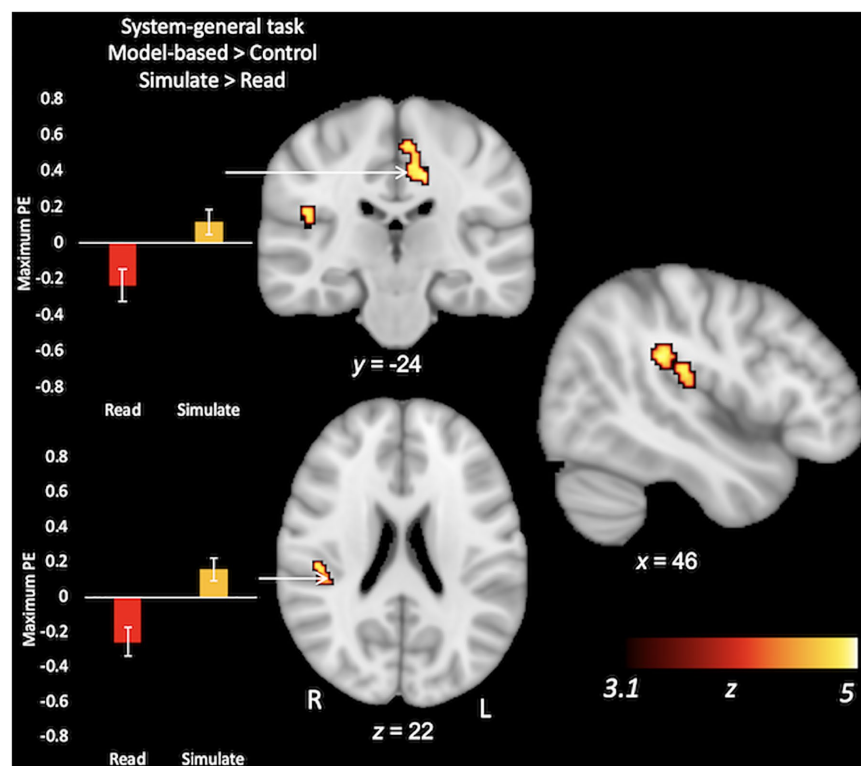 System-general task
Model-based > Control
Simulate > Read
Maximum PE
0.8
0.6
0.4
0.2
0
-0.2
-0.4
-0.6
-0.8
Read
Simulate
y = -24
Maximum PE
0.8
0.6
0.4
0.2
0
-0.2
-0.4
-0.6
-0.8
Read
Simulate
R
L
z = 22
x = 46
3.1
z
5